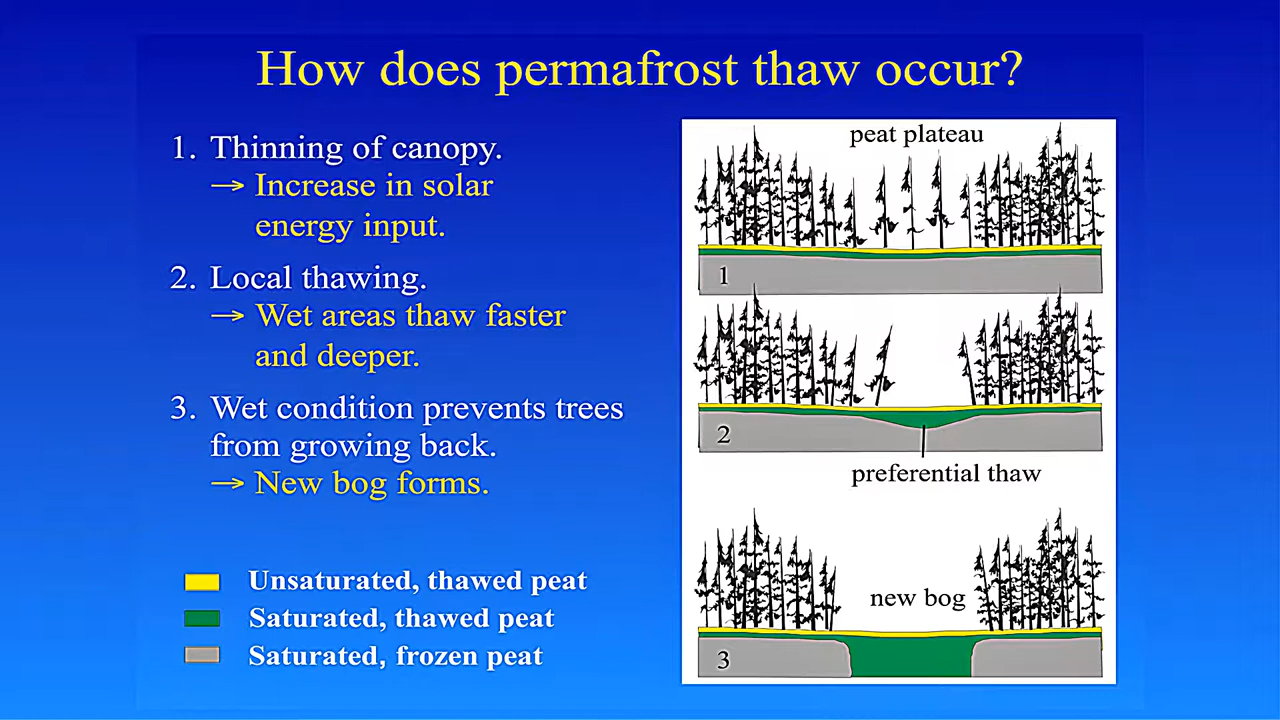 How does permafrost thaw occur?
1. Thinning of canopy.
→ Increase in solar
energy input.
2. Local thawing.
→ Wet areas thaw faster
and deeper.
3. Wet condition prevents trees
from growing back.
→ New bog forms.
Unsaturated, thawed peat
Saturated, thawed peat
Saturated, frozen peat
peat plateau
1
2
preferential thaw
new bog
3